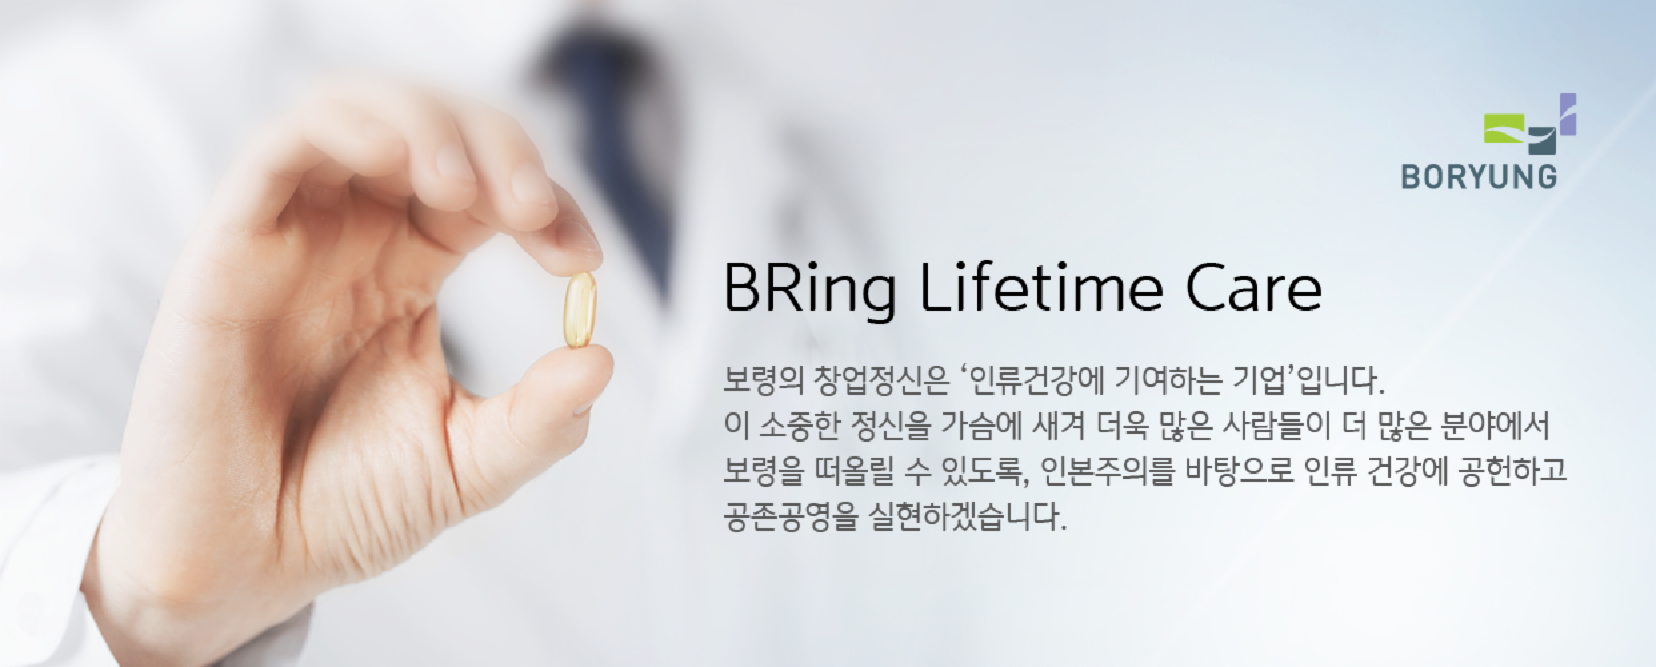 BORYUNG
BRing Lifetime Care
보령의 창업정신은 ‘인류건강에 기여하는 기업’입니다.
이 소중한 정신을 가슴에 새겨 더욱 많은 사람들이 더 많은 분야에서
보령을 떠올릴 수 있도록, 인본주의를 바탕으로 인류 건강에 공헌하고
공존공영을 실현하겠습니다.